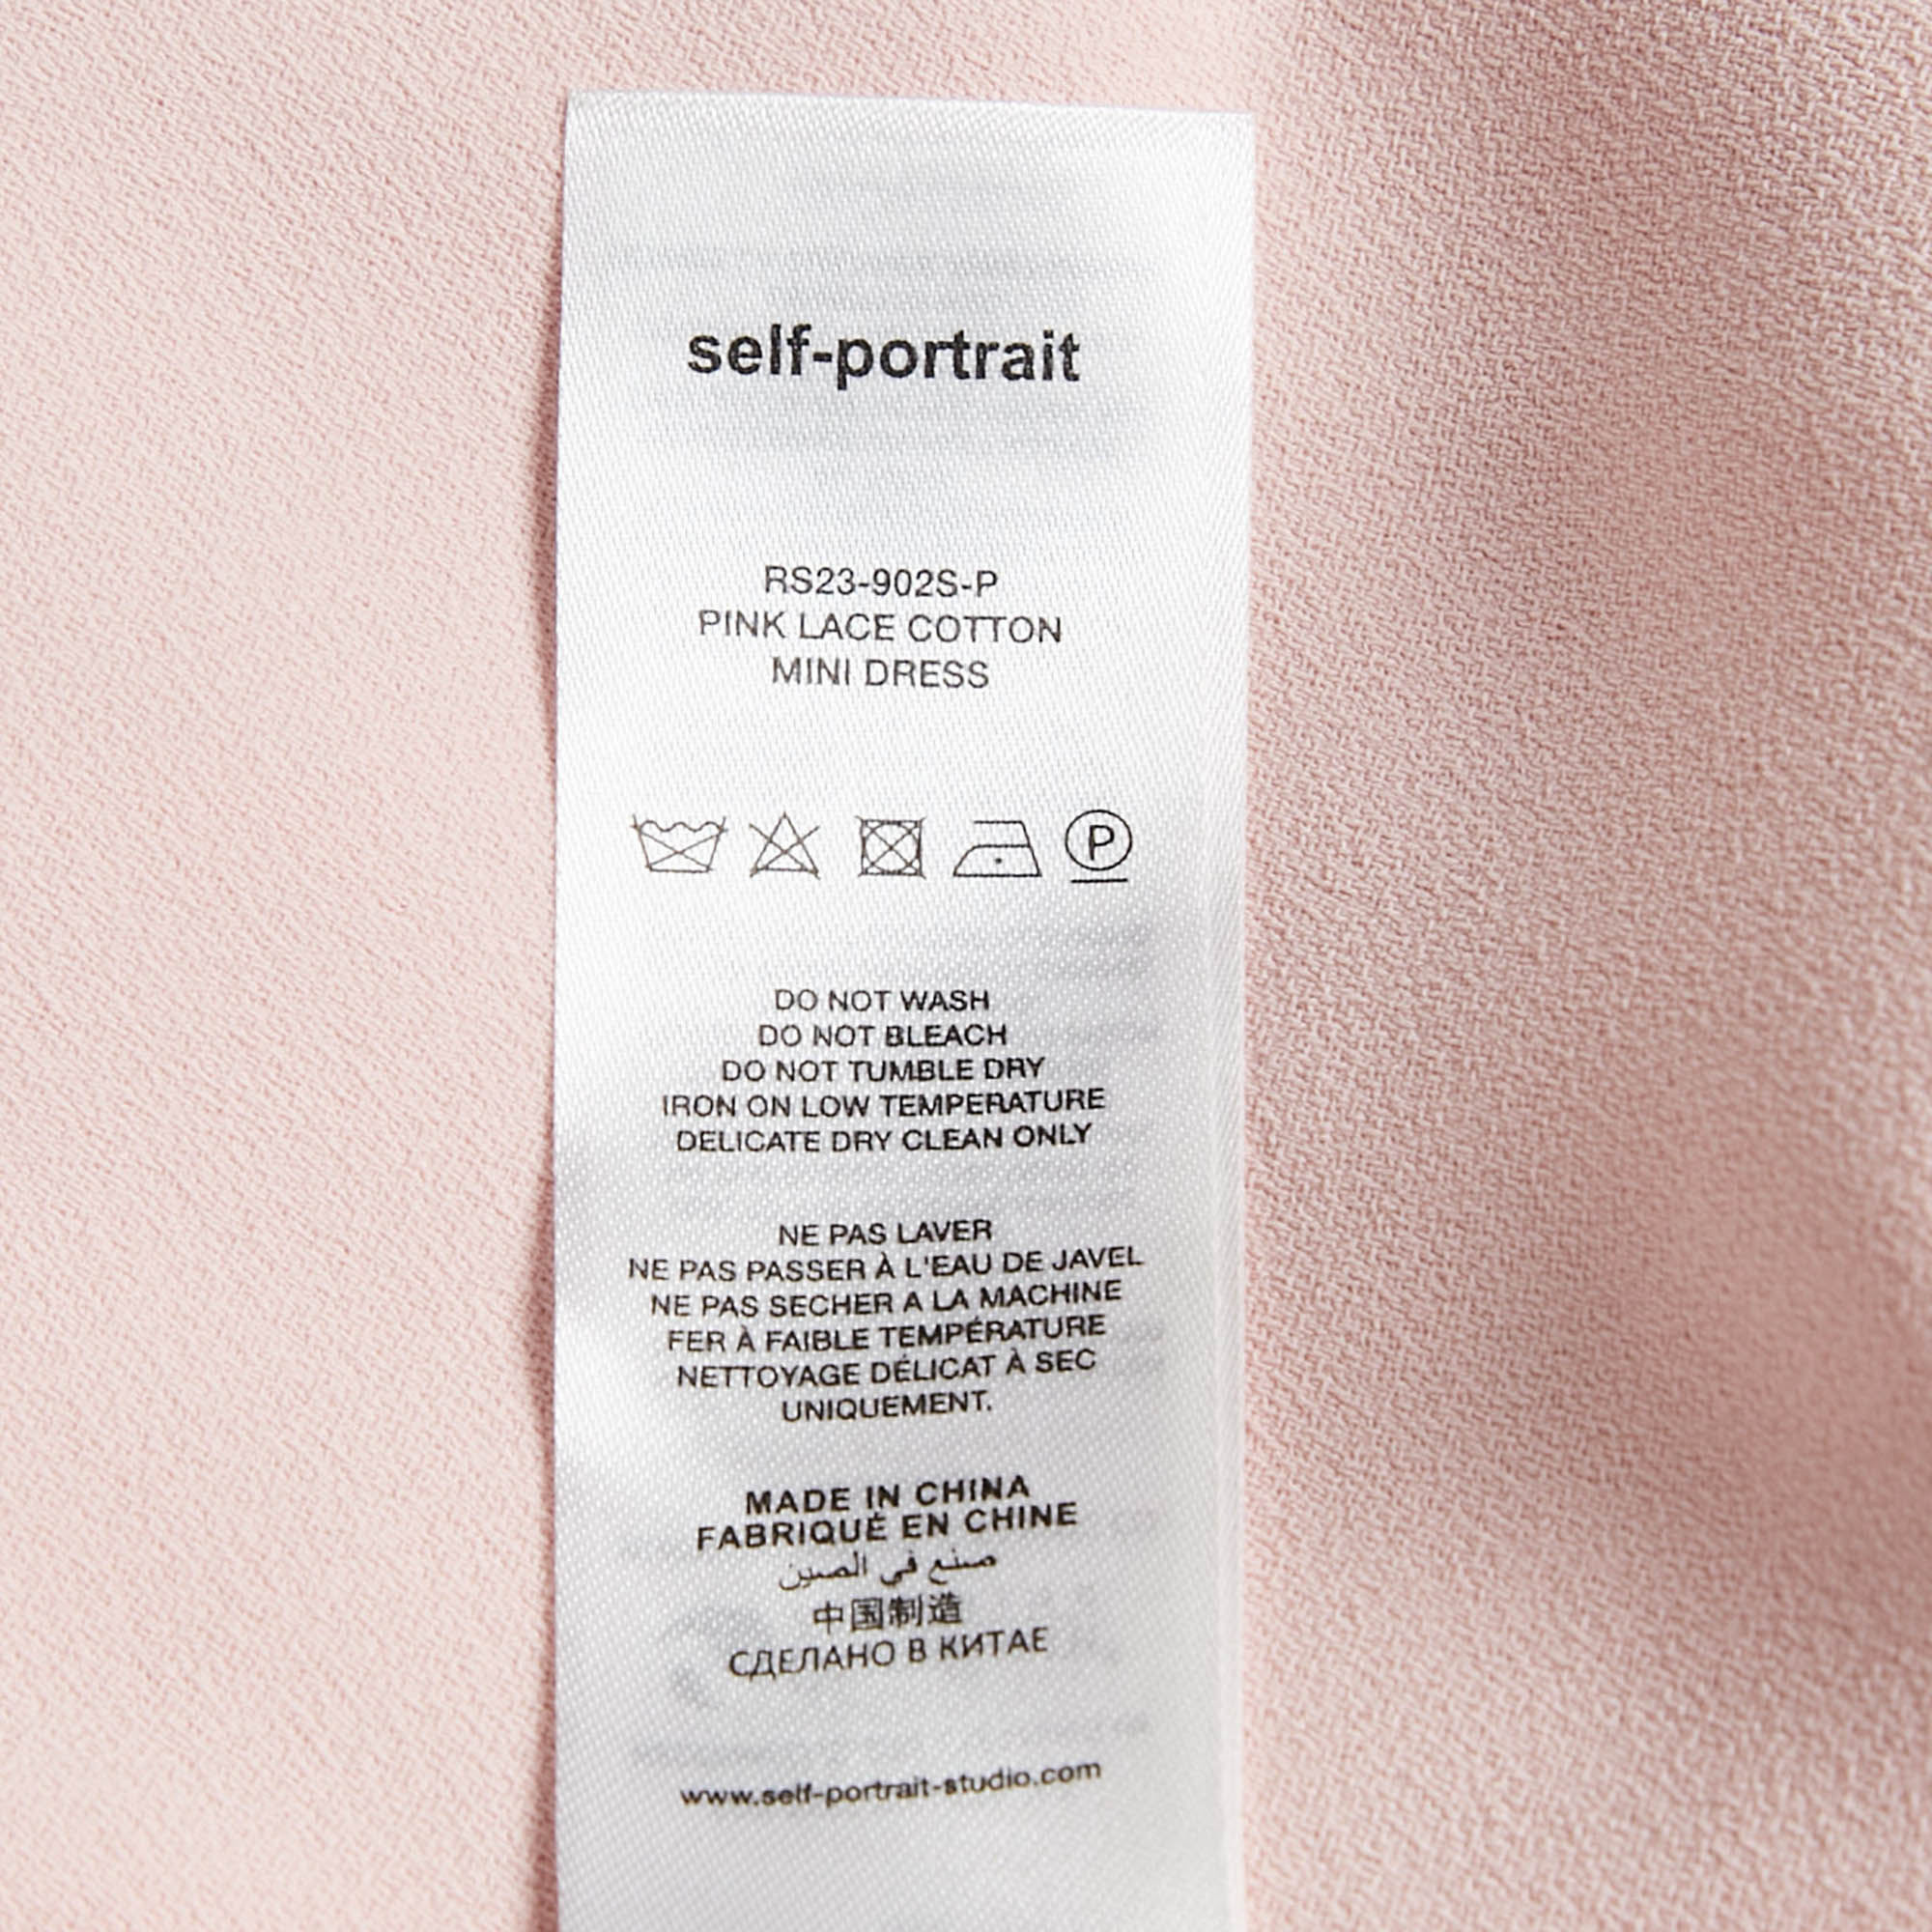 self-portrait
RS23-902S-P
PINK LACE COTTON
MINI DRESS
P
DO NOT WASH
DO NOT BLEACH
DO NOT TUMBLE DRY
IRON ON LOW TEMPERATURE
DELICATE DRY CLEAN ONLY
NE PAS LAVER
NE PAS PASSER À L'EAU DE JAVEL
NE PAS SECHER A LA MACHINE
FER À FAIBLE TEMPÉRATURE
NETTOYAGE DÉLICAT À SEC
UNIQUEMENT.
MADE IN CHINA
FABRIQUÉ EN CHINE
صنع في الصين
中国制造
СДЕЛАНО В КИТАЕ
www.self-portrait-studio.com